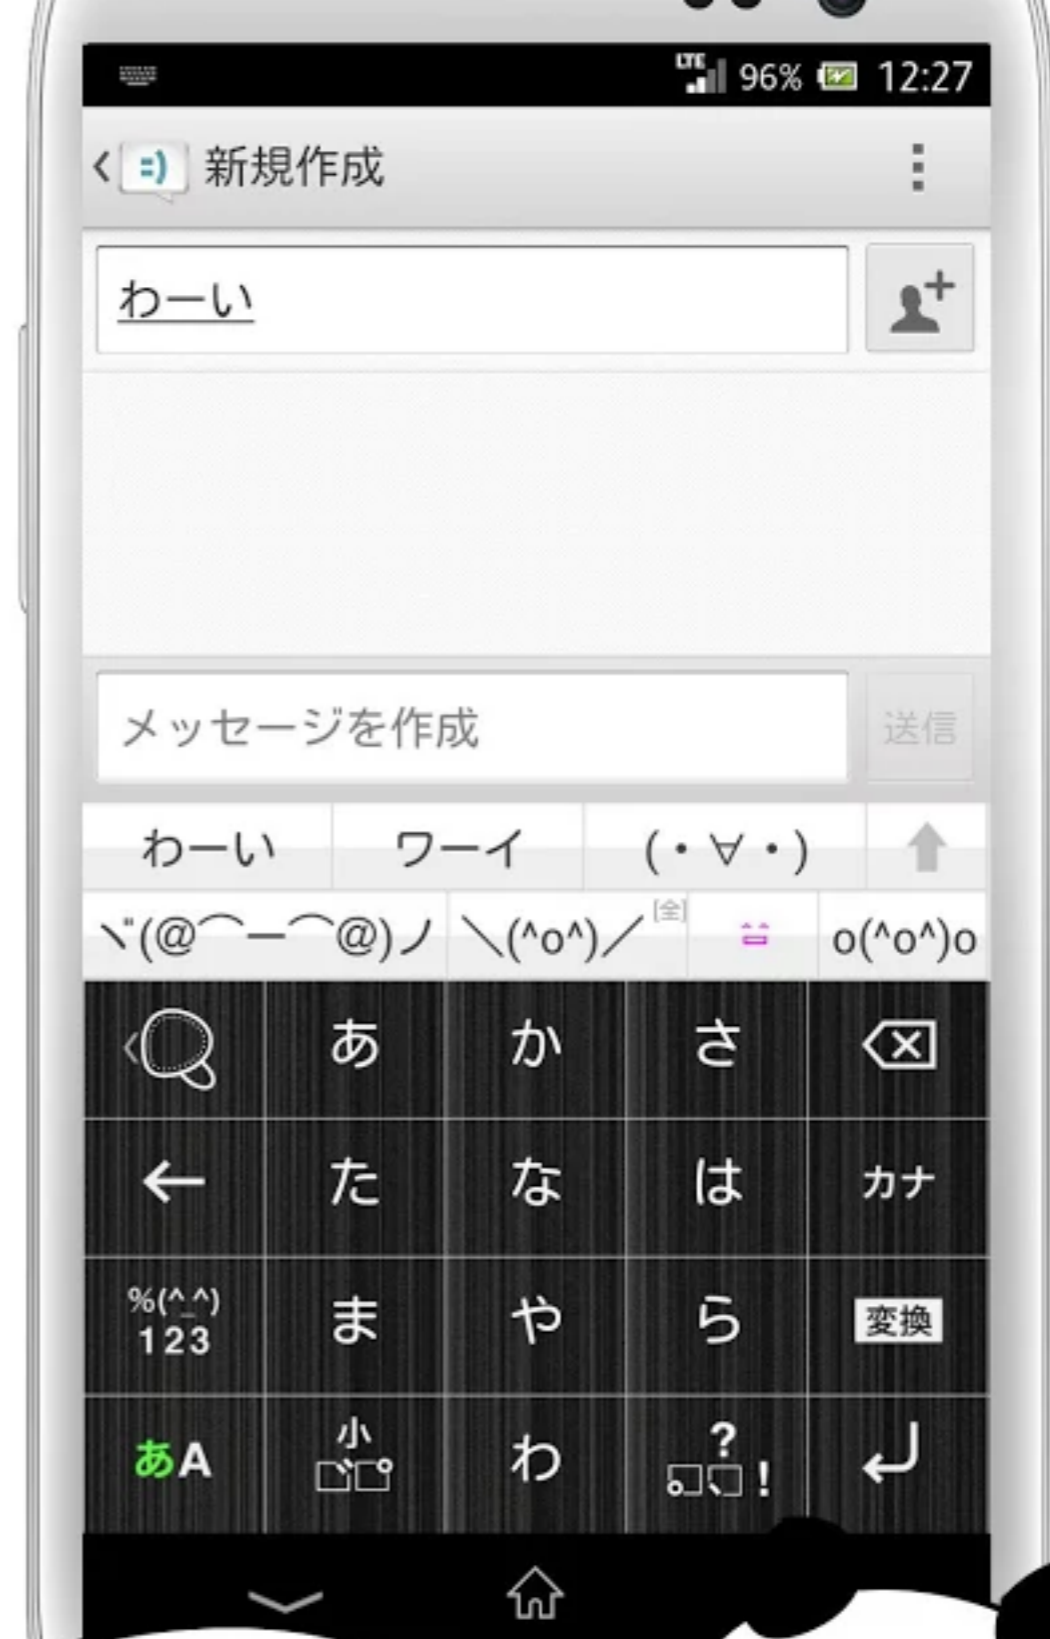 LTE 96% 12:27
=) 新規作成
わーい
メッセージを作成 送信
わーい ワーイ (・∀・)
ヾ(@⌒ー⌒@)ノ ＼(^o^)／ [全] o(^o^)o
あ か さ
た な は カナ
%(^_^) 123 ま や ら 変換
あA 小 わ ? !